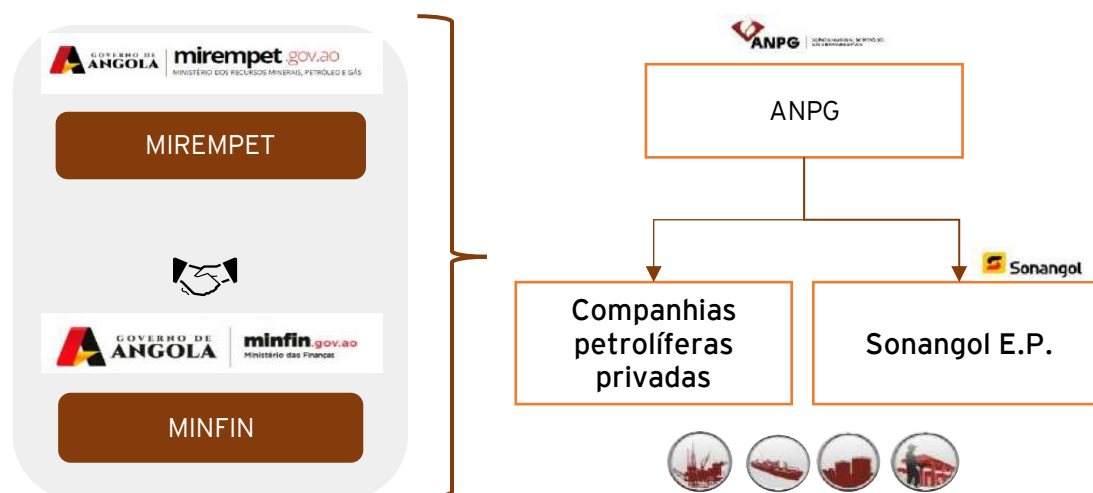 GOVERNO DE
ANGOLA
mirempet.gov.ao
MINISTÉRIO DOS RECURSOS MINERAIS, PETRÓLEO E GÁS
MIREMPET
GOVERNO DE
ANGOLA
minfin.gov.ao
Ministério das Finanças
MINFIN
ANPG
ANPG
Companhias
petrolíferas
privadas
Sonangol
Sonangol E.P.